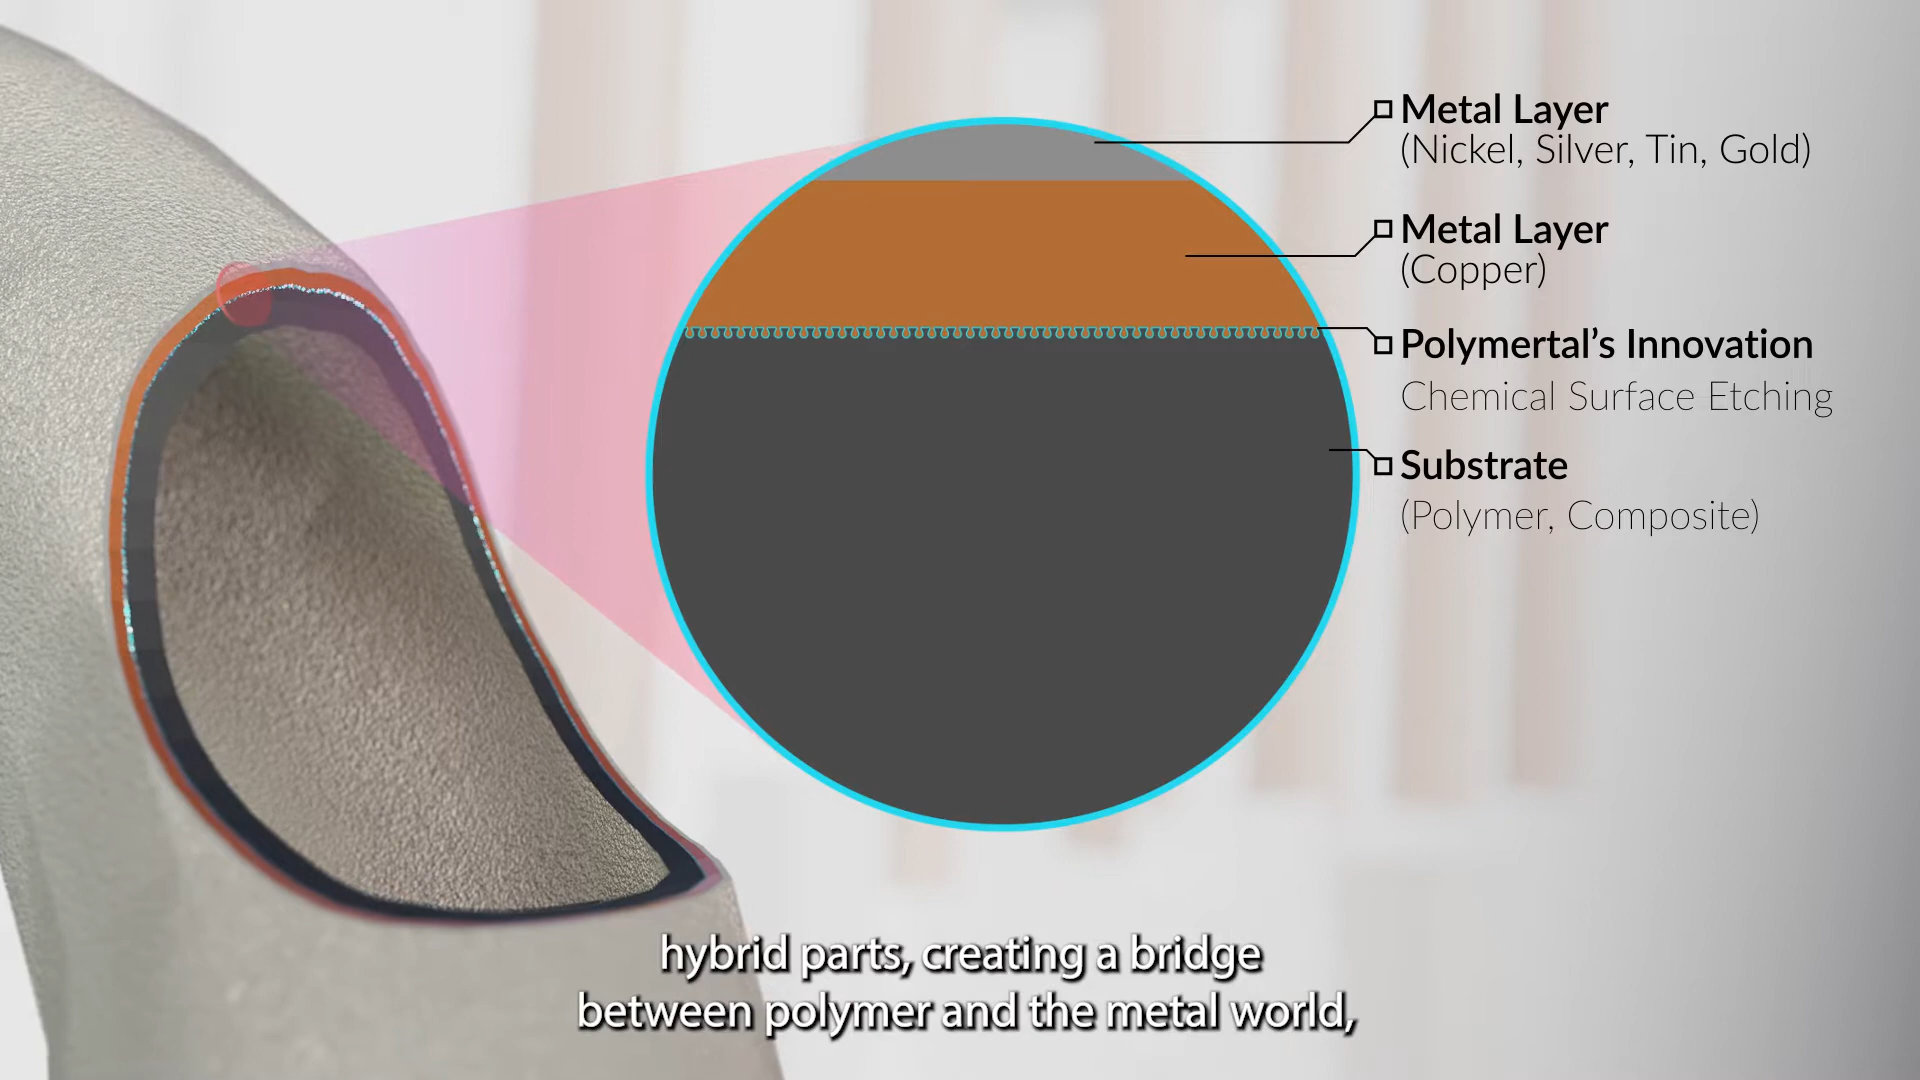 Metal Layer
(Nickel, Silver, Tin, Gold)
Metal Layer
(Copper)
Polymertal's Innovation
Chemical Surface Etching
Substrate
(Polymer, Composite)
hybrid parts, creating a bridge
between polymer and the metal world,